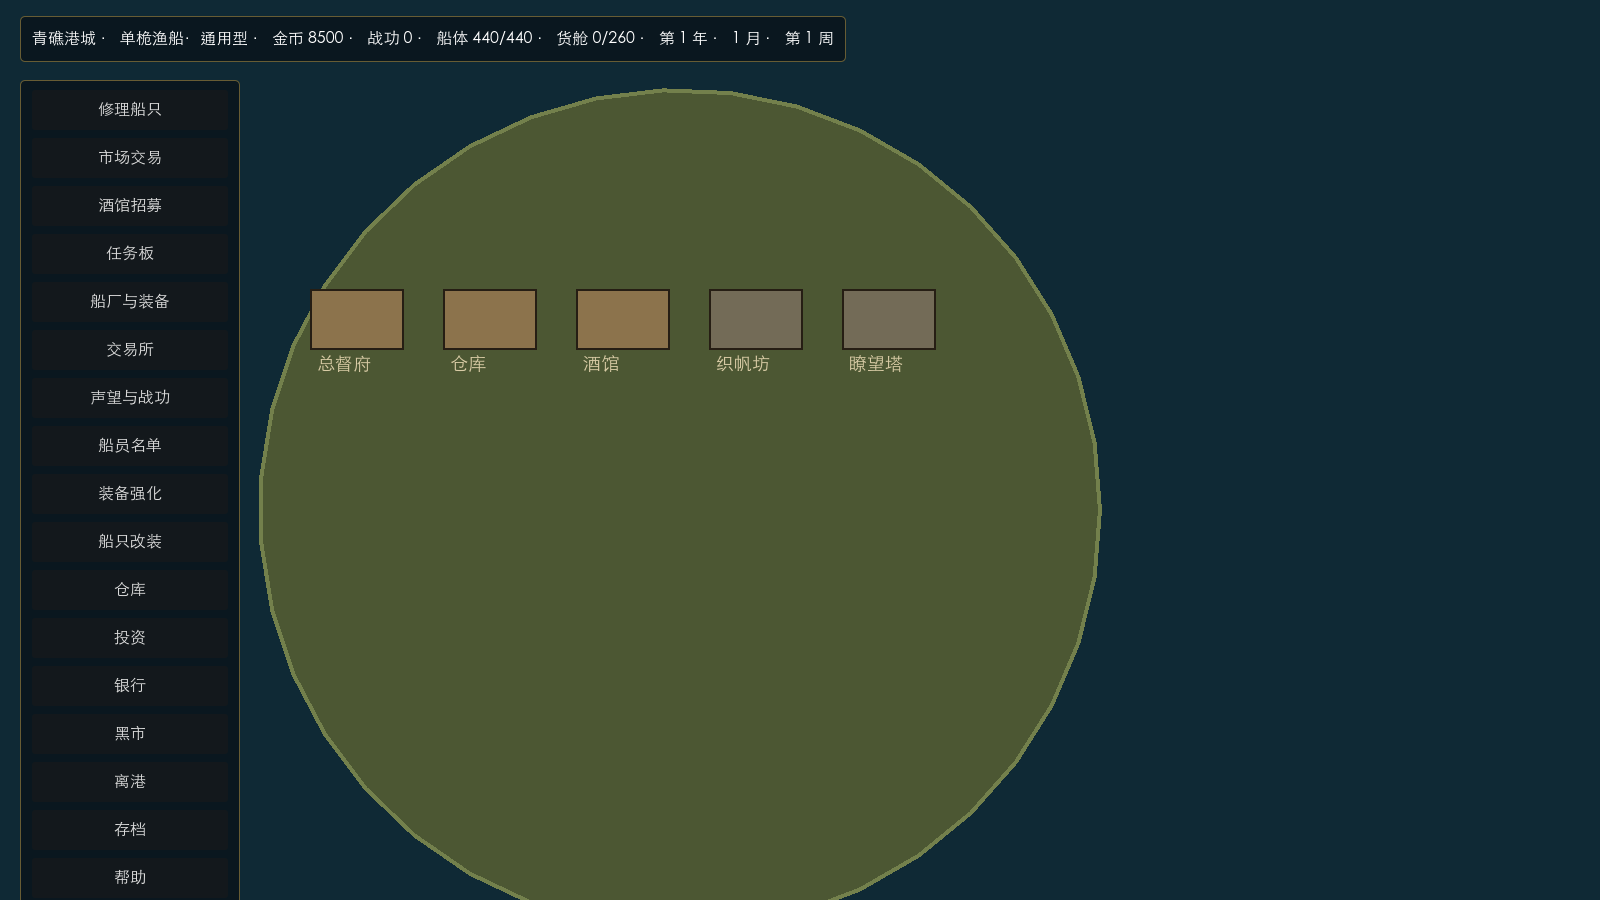 青礁港城 · 单桅渔船· 通用型 · 金币 8500 · 战功 0 · 船体 440/440 · 货舱 0/260 · 第 1 年 · 1 月 · 第 1 周
修理船只
市场交易
酒馆招募
任务板
船厂与装备
交易所
声望与战功
船员名单
装备强化
船只改装
仓库
投资
银行
黑市
离港
存档
帮助
总督府
仓库
酒馆
织帆坊
瞭望塔